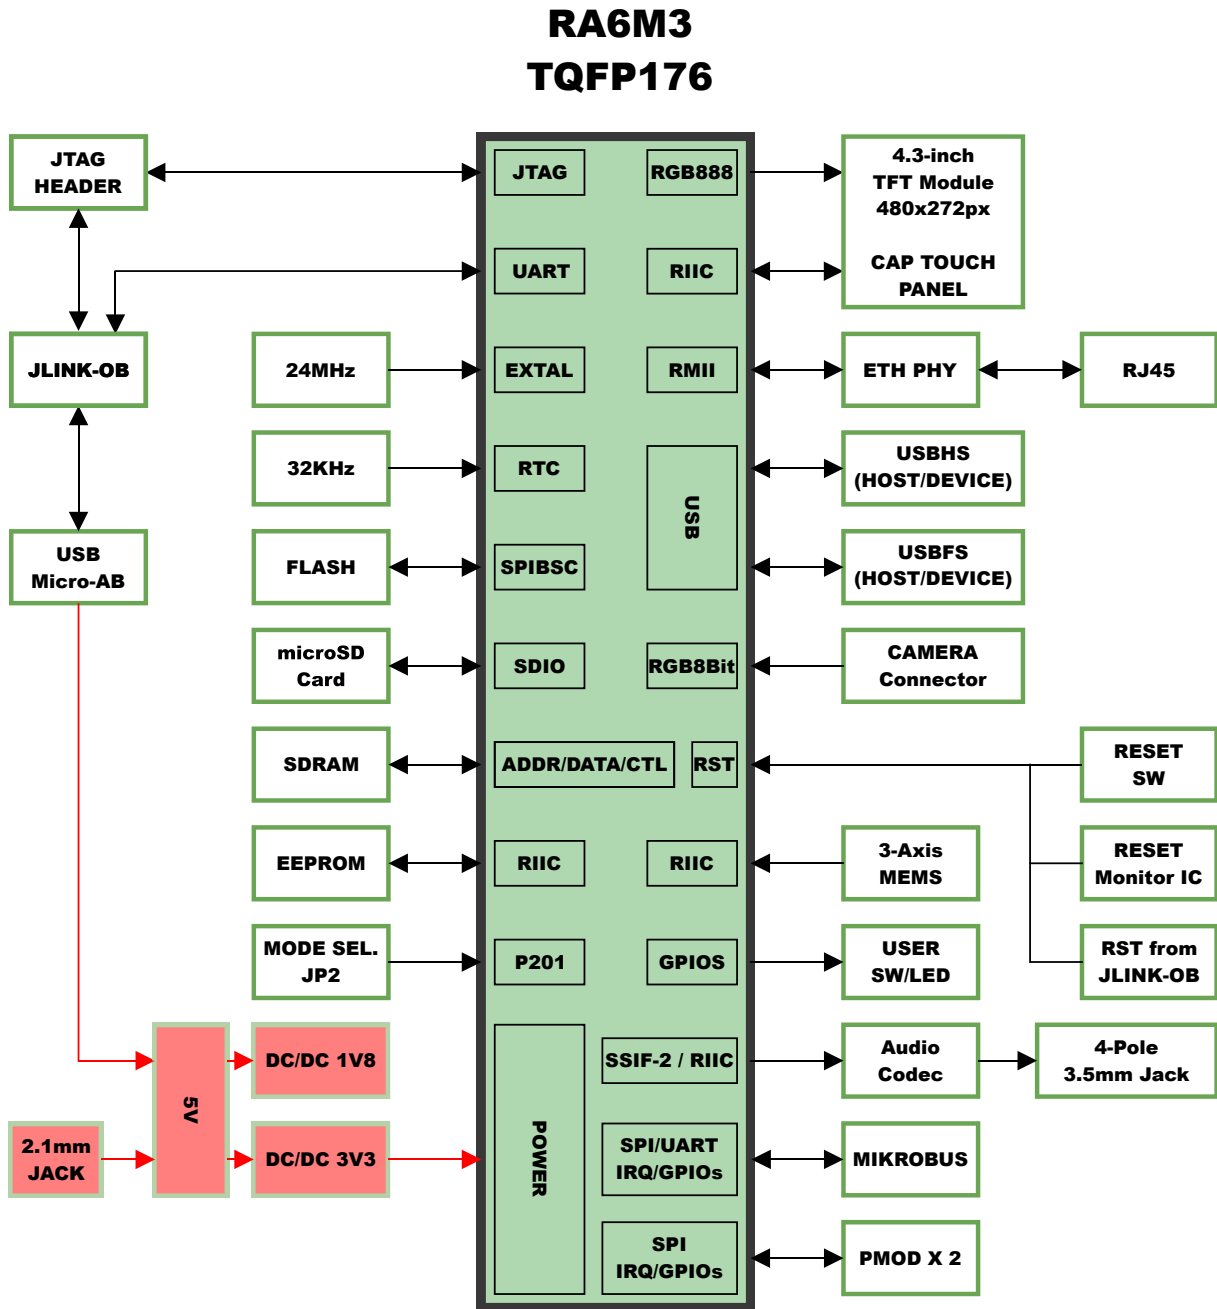 RA6M3
TQFP176
JTAG
HEADER
JTAG
RGB888
4.3-inch
TFT Module
480x272px
CAP TOUCH
PANEL
UART
RIIC
JLINK-OB
24MHz
EXTAL
RMII
ETH PHY
RJ45
32KHz
RTC
USB
USBHS
(HOST/DEVICE)
USB
Micro-AB
FLASH
SPIBSC
USBFS
(HOST/DEVICE)
microSD
Card
SDIO
RGB8Bit
CAMERA
Connector
SDRAM
ADDR/DATA/CTL
RST
RESET
SW
EEPROM
RIIC
RIIC
3-Axis
MEMS
RESET
Monitor IC
MODE SEL.
JP2
P201
GPIOS
USER
SW/LED
RST from
JLINK-OB
5V
DC/DC 1V8
POWER
SSIF-2 / RIIC
Audio
Codec
4-Pole
3.5mm Jack
2.1mm
JACK
DC/DC 3V3
SPI/UART
IRQ/GPIOs
MIKROBUS
SPI
IRQ/GPIOs
PMOD X 2